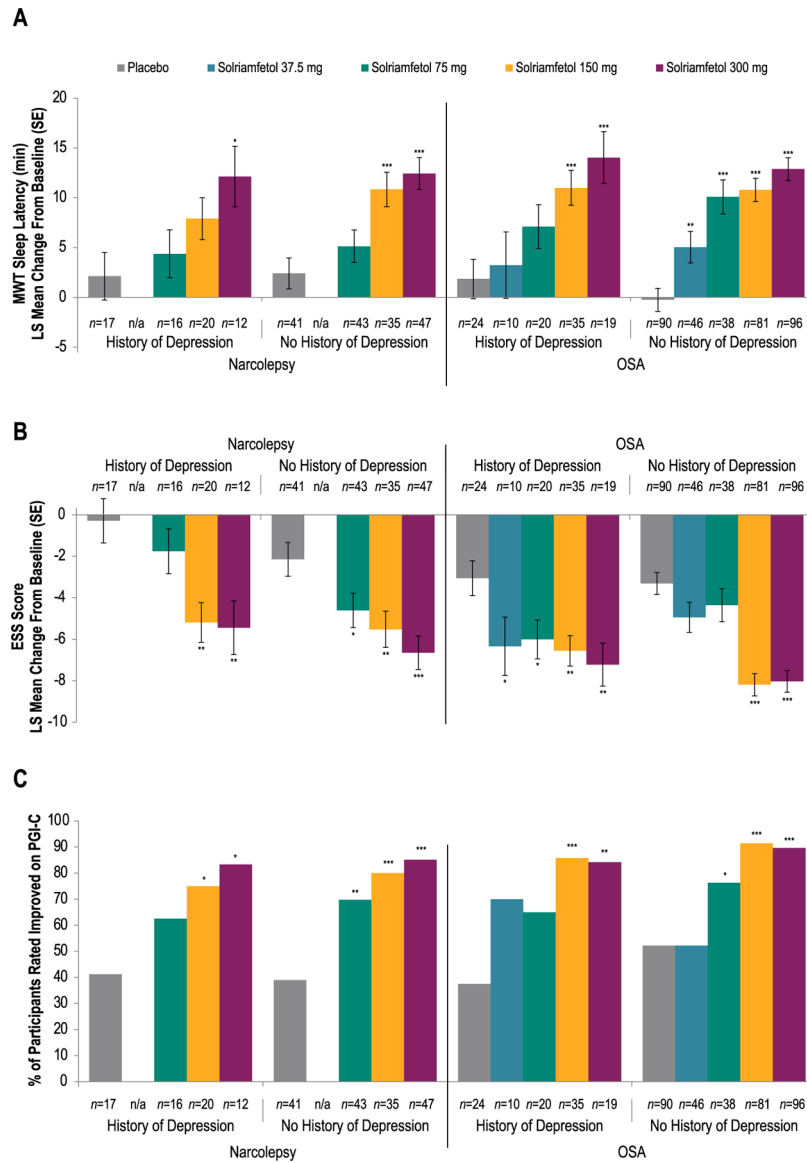 A
Placebo Solriamfetol 37.5 mg Solriamfetol 75 mg Solriamfetol 150 mg Solriamfetol 300 mg
MWT Sleep Latency (min)
LS Mean Change From Baseline (SE)
20
15
10
5
0
-5
* *** *** *** *** ** *** *** ***
n=17 n/a n=16 n=20 n=12 n=41 n/a n=43 n=35 n=47 n=24 n=10 n=20 n=35 n=19 n=90 n=46 n=38 n=81 n=96
History of Depression No History of Depression History of Depression No History of Depression
Narcolepsy OSA
B
Narcolepsy OSA
History of Depression No History of Depression History of Depression No History of Depression
n=17 n/a n=16 n=20 n=12 n=41 n/a n=43 n=35 n=47 n=24 n=10 n=20 n=35 n=19 n=90 n=46 n=38 n=81 n=96
ESS Score
LS Mean Change From Baseline (SE)
0
-2
-4
-6
-8
-10
** ** * ** *** * * ** ** *** ***
C
% of Participants Rated Improved on PGI-C
100
90
80
70
60
50
40
30
20
10
0
* * ** *** *** *** ** * *** ***
n=17 n/a n=16 n=20 n=12 n=41 n/a n=43 n=35 n=47 n=24 n=10 n=20 n=35 n=19 n=90 n=46 n=38 n=81 n=96
History of Depression No History of Depression History of Depression No History of Depression
Narcolepsy OSA